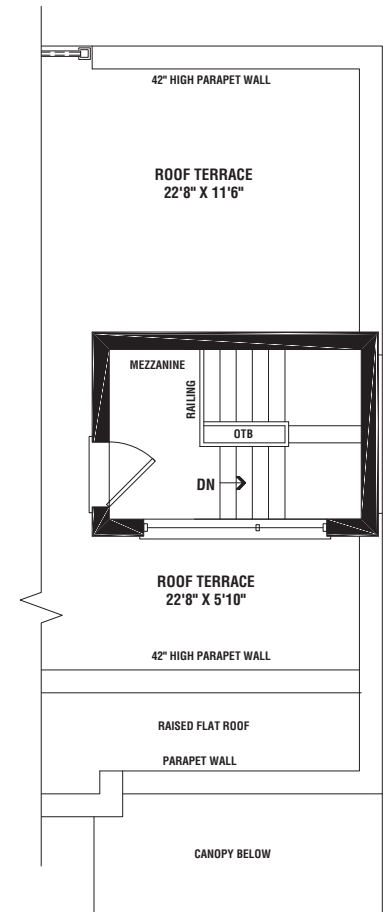 42" HIGH PARAPET WALL
ROOF TERRACE
22'8" X 11'6"
MEZZANINE
RAILING
OTB
DN
ROOF TERRACE
22'8" X 5'10"
42" HIGH PARAPET WALL
RAISED FLAT ROOF
PARAPET WALL
CANOPY BELOW